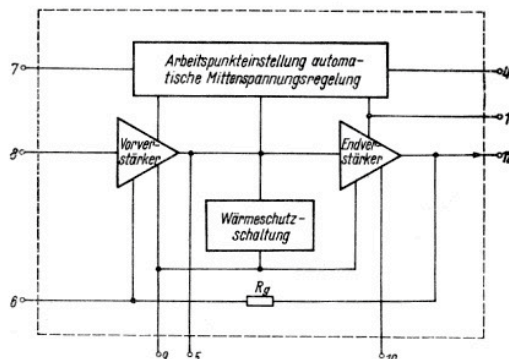 Arbeitspunkteinstellung automa-
tische Mittenspannungsregelung
7
4
1
8
Vorver-
stärker
Endver-
stärker
12
Wärmeschutz-
schaltung
6
Rg
9
5
10